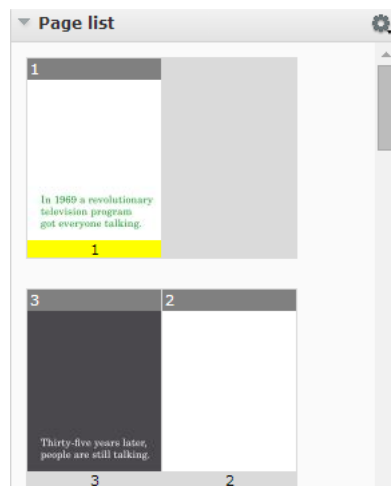 Page list
1
In 1969 a revolutionary
television program
got everyone talking.
1
3 2
Thirty-five years later,
people are still talking.
3 2